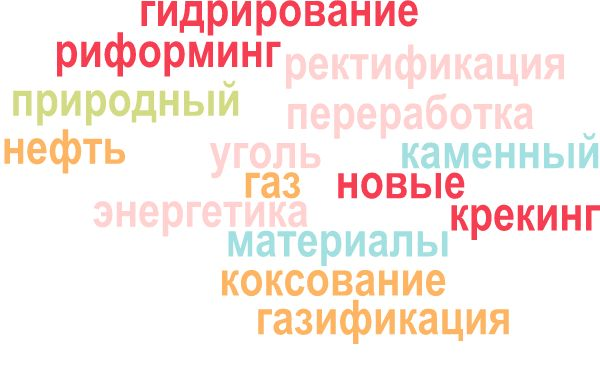 гидрирование
риформинг
ректификация
природный
переработка
нефть
уголь
каменный
газ
новые
энергетика
крекинг
материалы
коксование
газификация